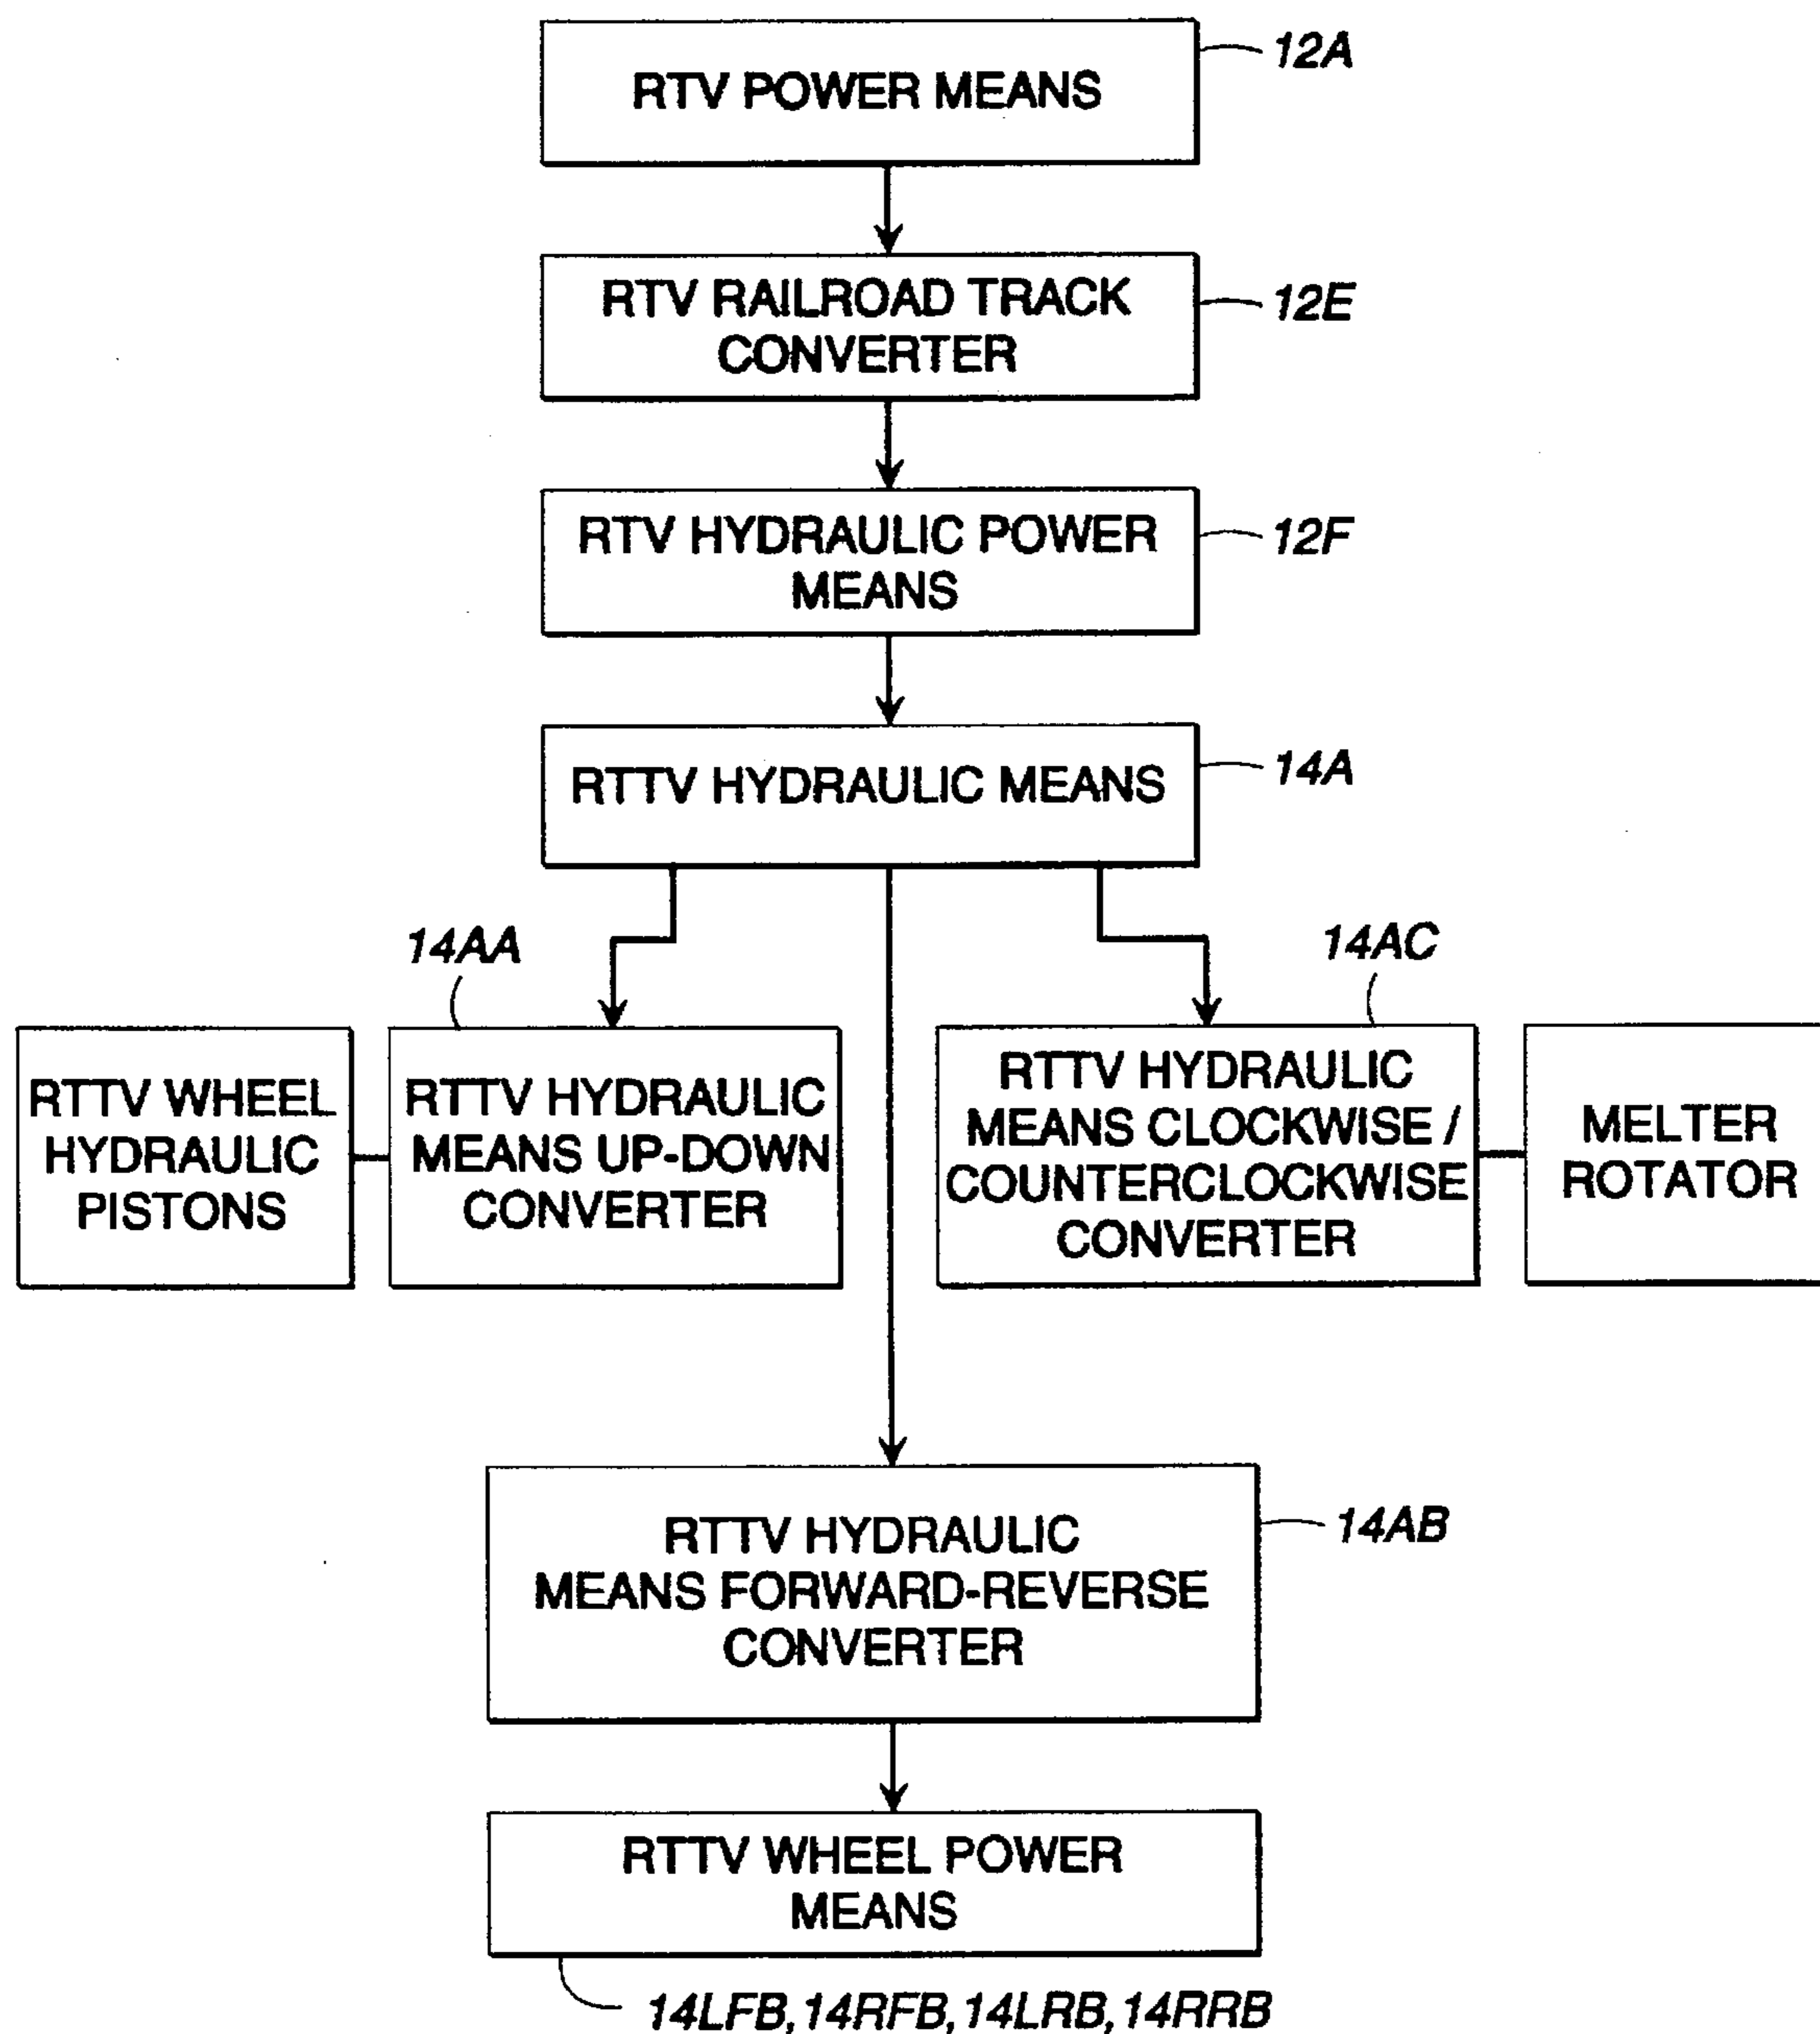 RTV POWER MEANS
12A
RTV RAILROAD TRACK
CONVERTER
12E
RTV HYDRAULIC POWER
MEANS
12F
RTTV HYDRAULIC MEANS
14A
14AA
14AC
RTTV WHEEL
HYDRAULIC
PISTONS
RTTV HYDRAULIC
MEANS UP-DOWN
CONVERTER
RTTV HYDRAULIC
MEANS CLOCKWISE /
COUNTERCLOCKWISE
CONVERTER
MELTER
ROTATOR
RTTV HYDRAULIC
MEANS FORWARD-REVERSE
CONVERTER
14AB
RTTV WHEEL POWER
MEANS
14LFB, 14RFB, 14LRB, 14RRB